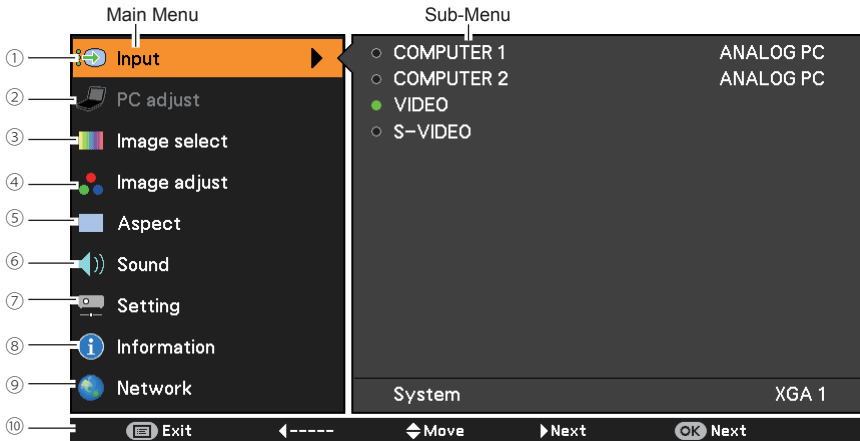 Main Menu Sub-Menu
① Input COMPUTER 1 ANALOG PC
COMPUTER 2 ANALOG PC
② PC adjust
VIDEO
S-VIDEO
③ Image select
④ Image adjust
⑤ Aspect
⑥ Sound
⑦ Setting
⑧ Information
⑨ Network
System XGA 1
⑩ Exit ----- Move Next OK Next